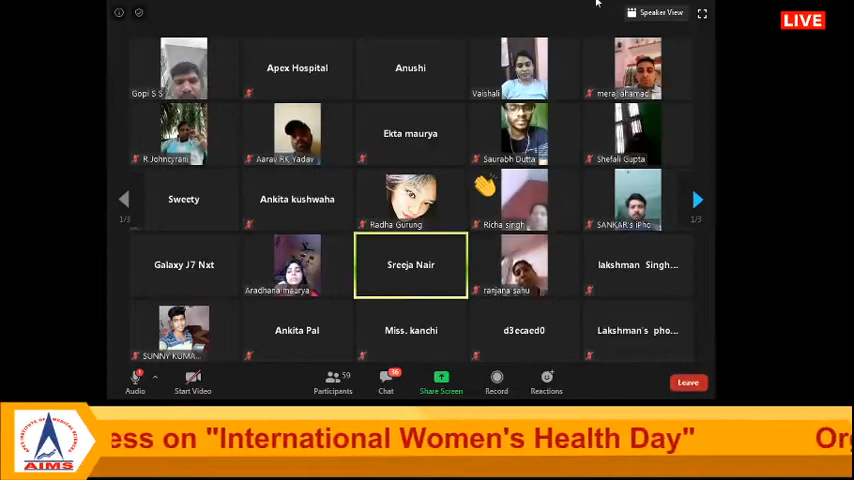 Speaker View
LIVE
Gopi S S
Apex Hospital
Anushi
Vaishali
meraj ahamad
R Johncyrani
Aarav RK Yadav
Ekta maurya
Saurabh Dutta
Shefali Gupta
1/3
Sweety
Ankita kushwaha
Radha Gurung
Richa singh
SANKAR's iPho...
1/3
Galaxy J7 Nxt
Aradhana maurya
Sreeja Nair
ranjana sahu
lakshman Singh...
SUNNY KUMA...
Ankita Pal
Miss. kanchi
d3ecaed0
Lakshman's pho...
Audio
Start Video
59
Participants
16
Chat
Share Screen
Record
Reactions
Leave
ess on "International Women's Health Day"
Or
AIMS